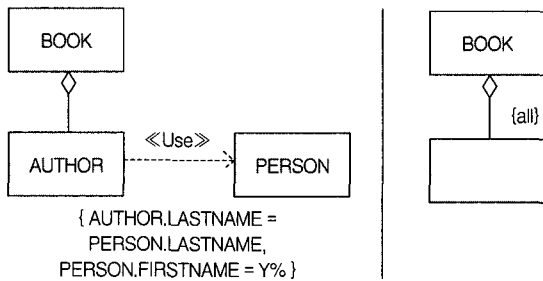 BOOK
≪Use≫
AUTHOR
PERSON
{ AUTHOR.LASTNAME =
PERSON.LASTNAME,
PERSON.FIRSTNAME = Y% }
BOOK
{all}